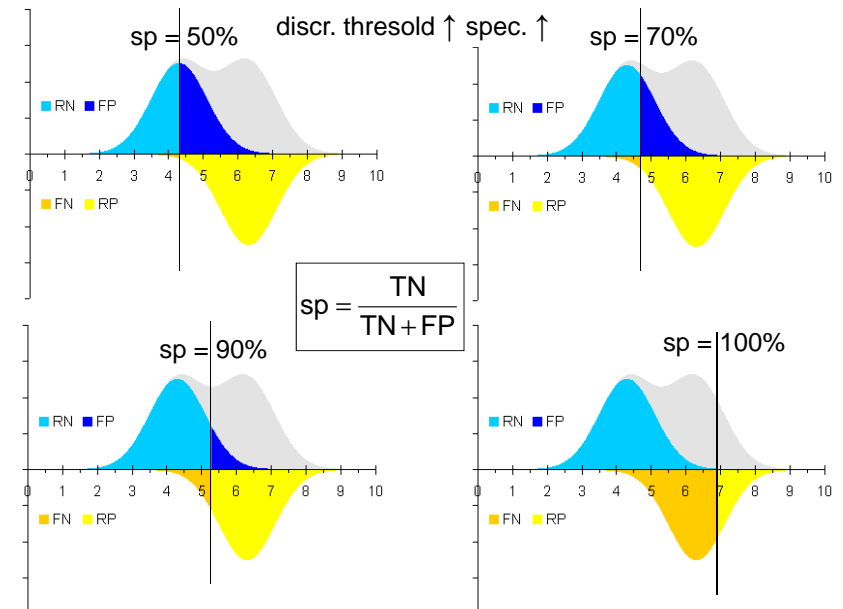 discr. thresold ↑ spec. ↑
sp = 50%
RN FP
0 1 2 3 4 5 6 7 8 9 10
FN RP
sp = 70%
RN FP
0 1 2 3 4 5 6 7 8 9 10
FN RP
sp = TN / TN + FP
sp = 90%
RN FP
0 1 2 3 4 5 6 7 8 9 10
FN RP
sp = 100%
RN FP
0 1 2 3 4 5 6 7 8 9 10
FN RP